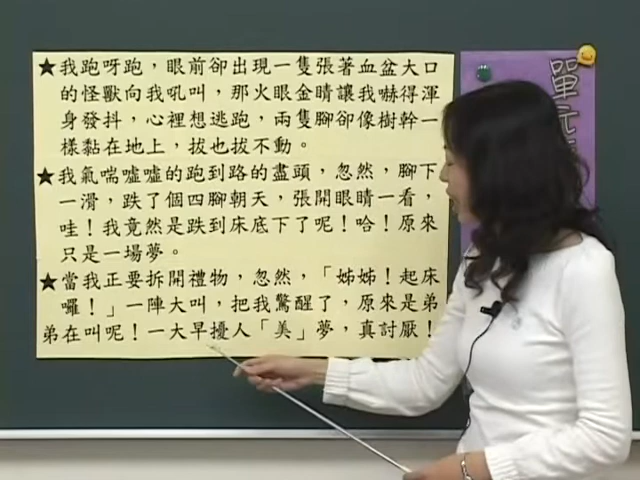 ★我跑呀跑，眼前卻出現一隻張著血盆大口
的怪獸向我吼叫，那火眼金睛讓我嚇得渾
身發抖，心裡想逃跑，兩隻腳卻像樹幹一
樣黏在地上，拔也拔不動。
★我氣喘噓噓的跑到路的盡頭，忽然，腳下
一滑，跌了個四腳朝天，張開眼睛一看，
哇！我竟然是跌到床底下了呢！哈！原來
只是一場夢。
★當我正要拆開禮物，忽然，「姊姊！起床
囉！」一陣大叫，把我驚醒了，原來是弟
弟在叫呢！一大早擾人「美」夢，真討厭！
單元